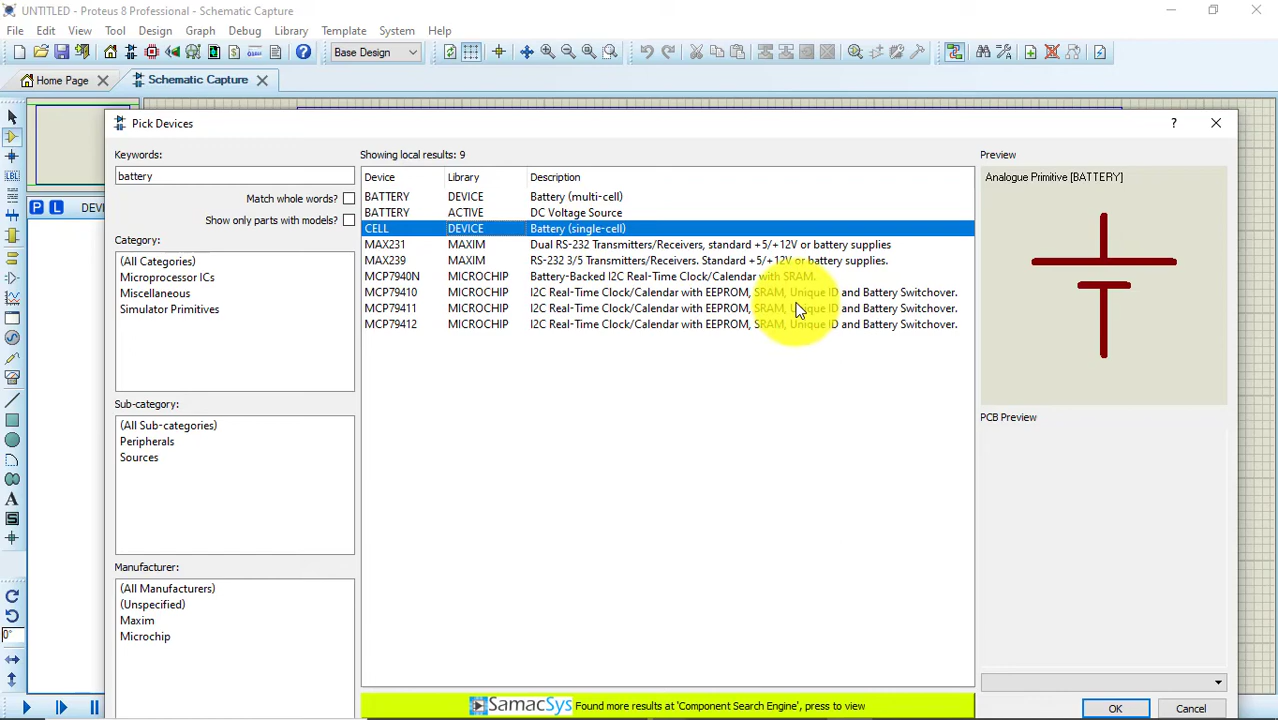 UNTITLED - Proteus 8 Professional - Schematic Capture
File Edit View Tool Design Graph Debug Library Template System Help
Base Design
Home Page Schematic Capture
Pick Devices
Keywords: Showing local results: 9 Preview
battery
Device Library Description Analogue Primitive [BATTERY]
Match whole words?
Show only parts with models?
BATTERY DEVICE Battery (multi-cell)
BATTERY ACTIVE DC Voltage Source
CELL DEVICE Battery (single-cell)
MAX231 MAXIM Dual RS-232 Transmitters/Receivers, standard +5/+12V or battery supplies
MAX239 MAXIM RS-232 3/5 Transmitters/Receivers. Standard +5/+12V or battery supplies.
MCP7940N MICROCHIP Battery-Backed I2C Real-Time Clock/Calendar with SRAM.
MCP79410 MICROCHIP I2C Real-Time Clock/Calendar with EEPROM, SRAM, Unique ID and Battery Switchover.
MCP79411 MICROCHIP I2C Real-Time Clock/Calendar with EEPROM, SRAM, Unique ID and Battery Switchover.
MCP79412 MICROCHIP I2C Real-Time Clock/Calendar with EEPROM, SRAM, Unique ID and Battery Switchover.
P L DEVI
Category:
(All Categories)
Microprocessor ICs
Miscellaneous
Simulator Primitives
Sub-category:
(All Sub-categories)
Peripherals
Sources
PCB Preview
Manufacturer:
(All Manufacturers)
(Unspecified)
Maxim
Microchip
LBL
A
S
0°
SamacSys Found more results at 'Component Search Engine', press to view
OK Cancel